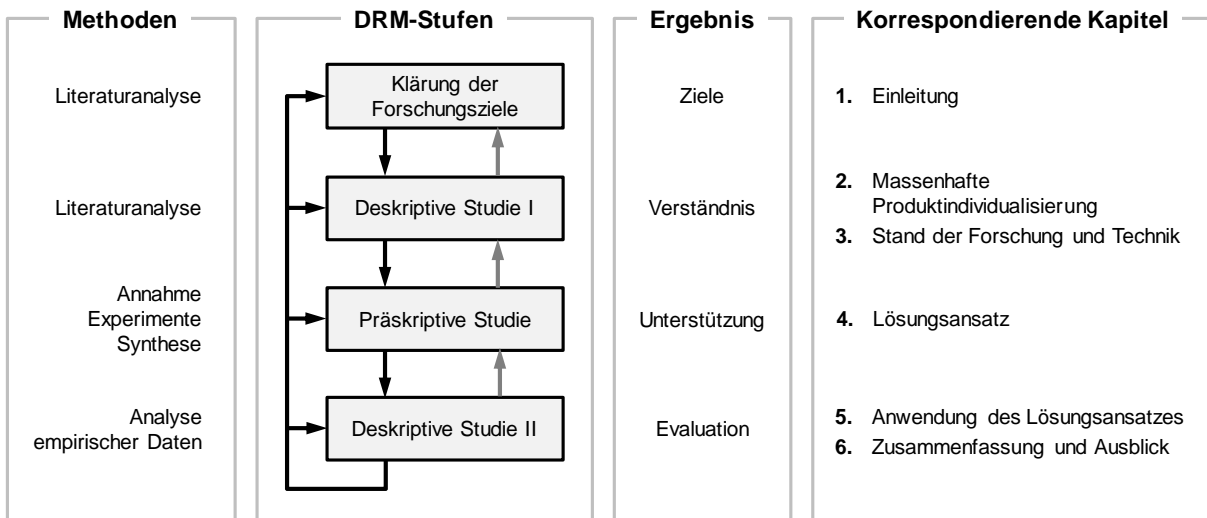 Methoden
DRM-Stufen
Ergebnis
Korrespondierende Kapitel
Literaturanalyse
Klärung der
Forschungsziele
Ziele
1. Einleitung
Literaturanalyse
Deskriptive Studie I
Verständnis
2. Massenhafte
Produktindividualisierung
3. Stand der Forschung und Technik
Annahme
Experimente
Synthese
Präskriptive Studie
Unterstützung
4. Lösungsansatz
Analyse
empirischer Daten
Deskriptive Studie II
Evaluation
5. Anwendung des Lösungsansatzes
6. Zusammenfassung und Ausblick